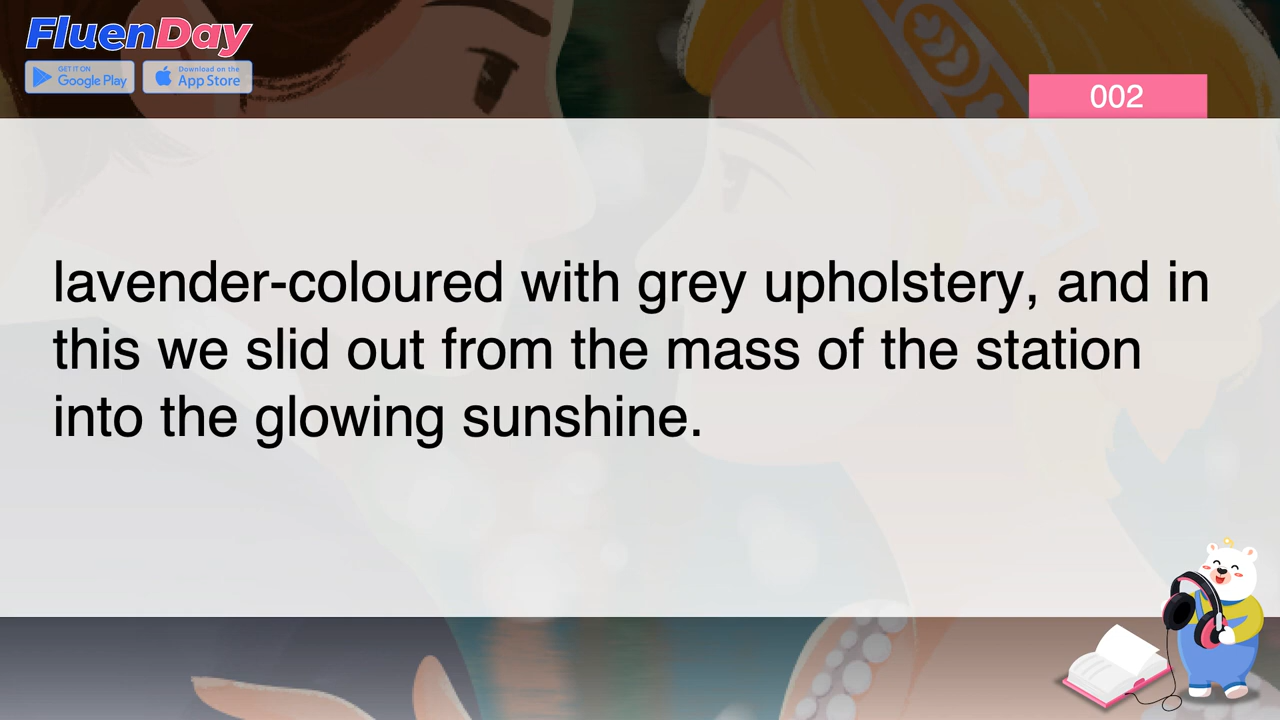 FluenDay
GET IT ON
Google Play
Download on the
App Store
002
lavender-coloured with grey upholstery, and in
this we slid out from the mass of the station
into the glowing sunshine.